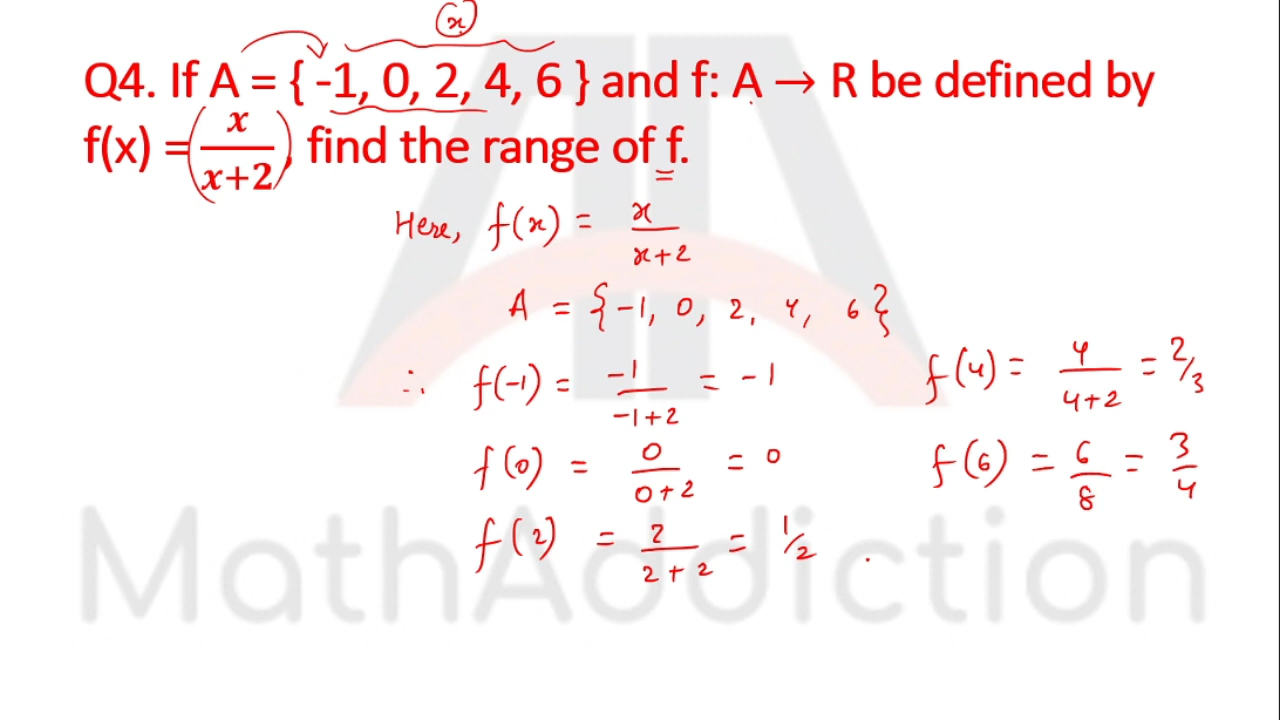 (x)
Q4. If A = { -1, 0, 2, 4, 6 } and f: A → R be defined by
f(x) = (x/x+2), find the range of f.
Here, f(x) = x/x+2
A = {-1, 0, 2, 4, 6}
∴ f(-1) = -1/-1+2 = -1
f(0) = 0/0+2 = 0
f(2) = 2/2+2 = 1/2
f(4) = 4/4+2 = 2/3
f(6) = 6/8 = 3/4
MathAddiction